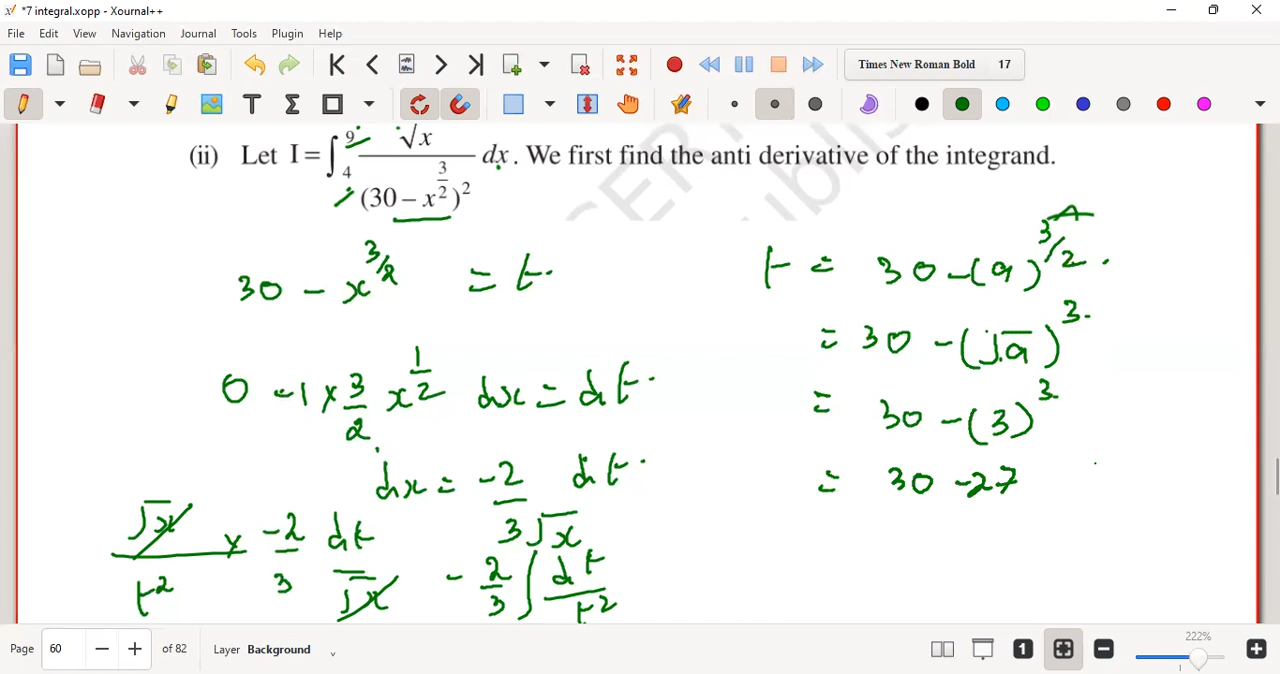 *7 integral.xopp - Xournal++
File Edit View Navigation Journal Tools Plugin Help
Times New Roman Bold 17
(ii) Let I = ∫₄⁹ √x / (30 – x^(3/2))² dx. We first find the anti derivative of the integrand.
30 - x^(3/2) = t
0 - 1 × 3/2 x^(1/2) dx = dt
dx = -2/(3√x) dt
√x/t² × -2/3 dt/√x - 2/3 ∫ dt/t²
t = 30 - (9)^(3/2)
= 30 - (√9)^3
= 30 - (3)^3
= 30 - 27
Page 60 of 82 Layer Background 1 222%